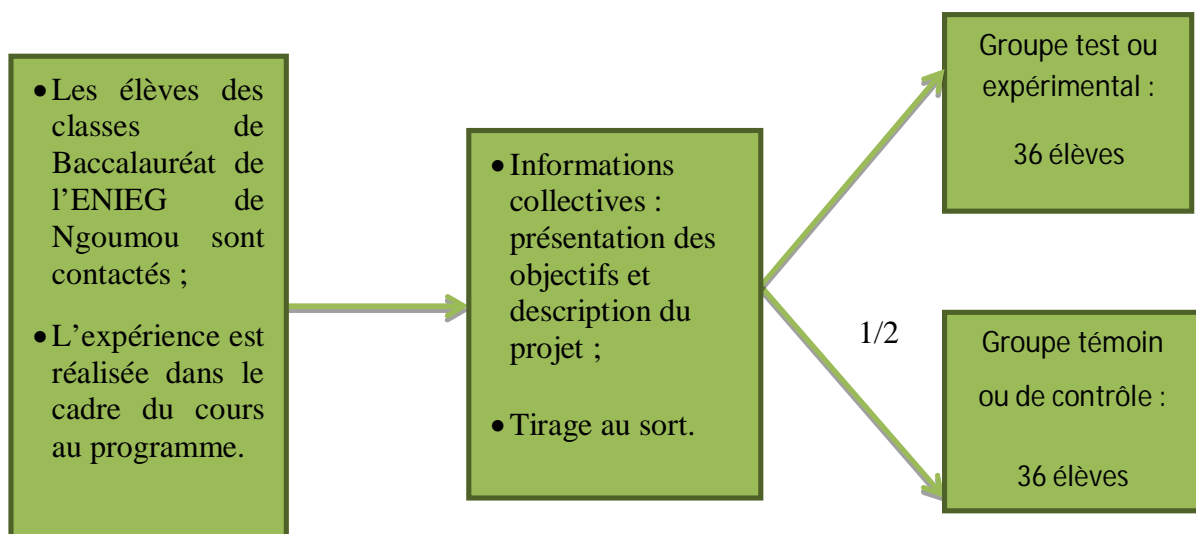 • Les élèves des
classes de
Baccalauréat de
l’ENIEG de
Ngoumou sont
contactés ;
• L’expérience est
réalisée dans le
cadre du cours
au programme.
• Informations
collectives :
présentation des
objectifs et
description du
projet ;
• Tirage au sort.
1/2
Groupe test ou
expérimental :
36 élèves
Groupe témoin
ou de contrôle :
36 élèves